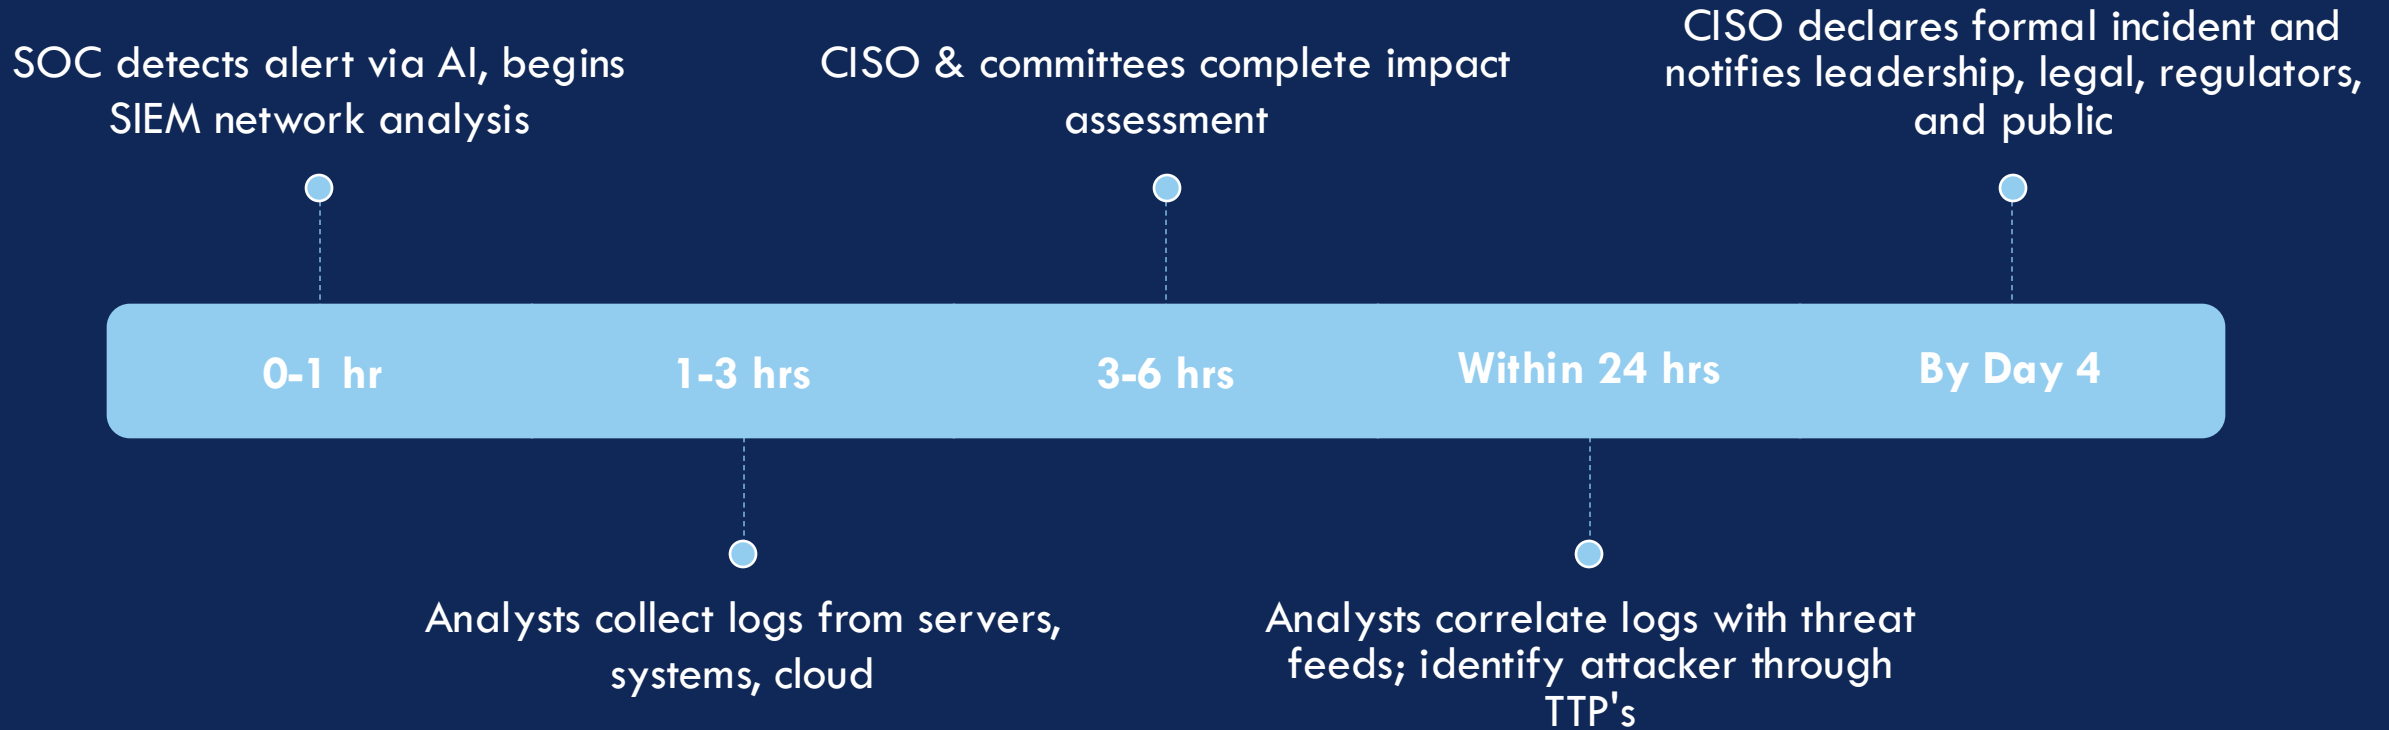 SOC detects alert via AI, begins
SIEM network analysis
CISO & committees complete impact
assessment
CISO declares formal incident and
notifies leadership, legal, regulators,
and public
0-1 hr
1-3 hrs
3-6 hrs
Within 24 hrs
By Day 4
Analysts collect logs from servers,
systems, cloud
Analysts correlate logs with threat
feeds; identify attacker through
TTP's